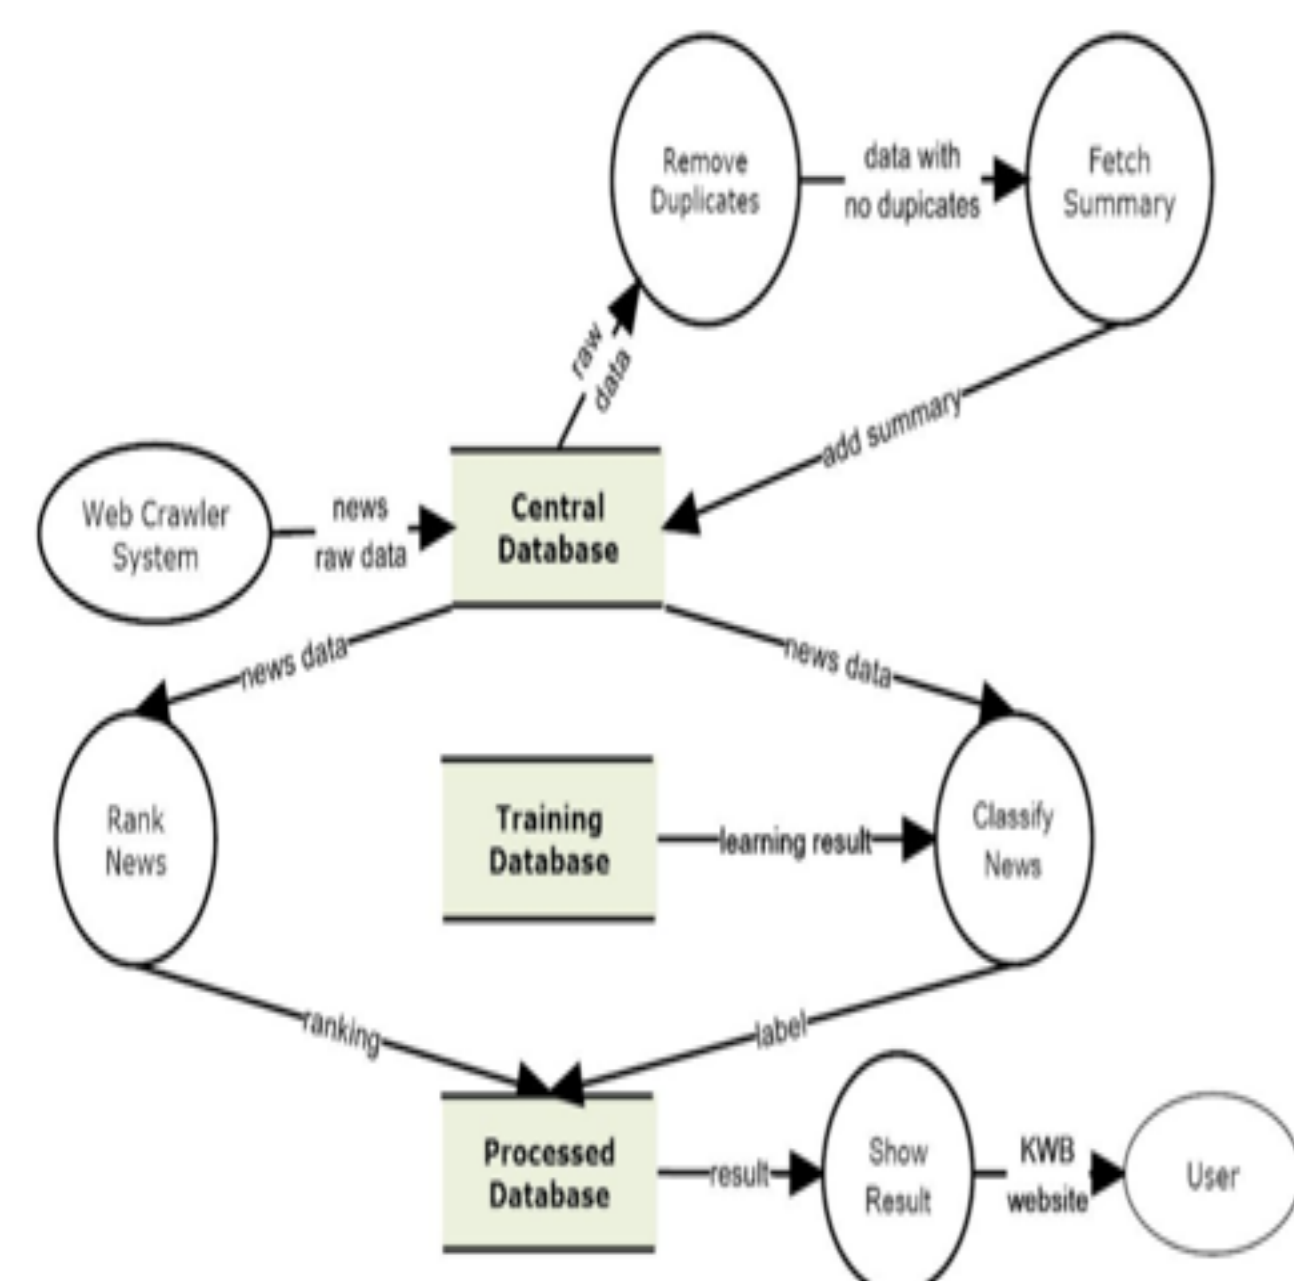 Remove
Duplicates
data with
no dupicates
Fetch
Summary
raw
data
add summary
Web Crawler
System
news
raw data
Central
Database
news data
news data
Rank
News
Training
Database
learning result
Classify
News
ranking
label
Processed
Database
result
Show
Result
KWB
website
User